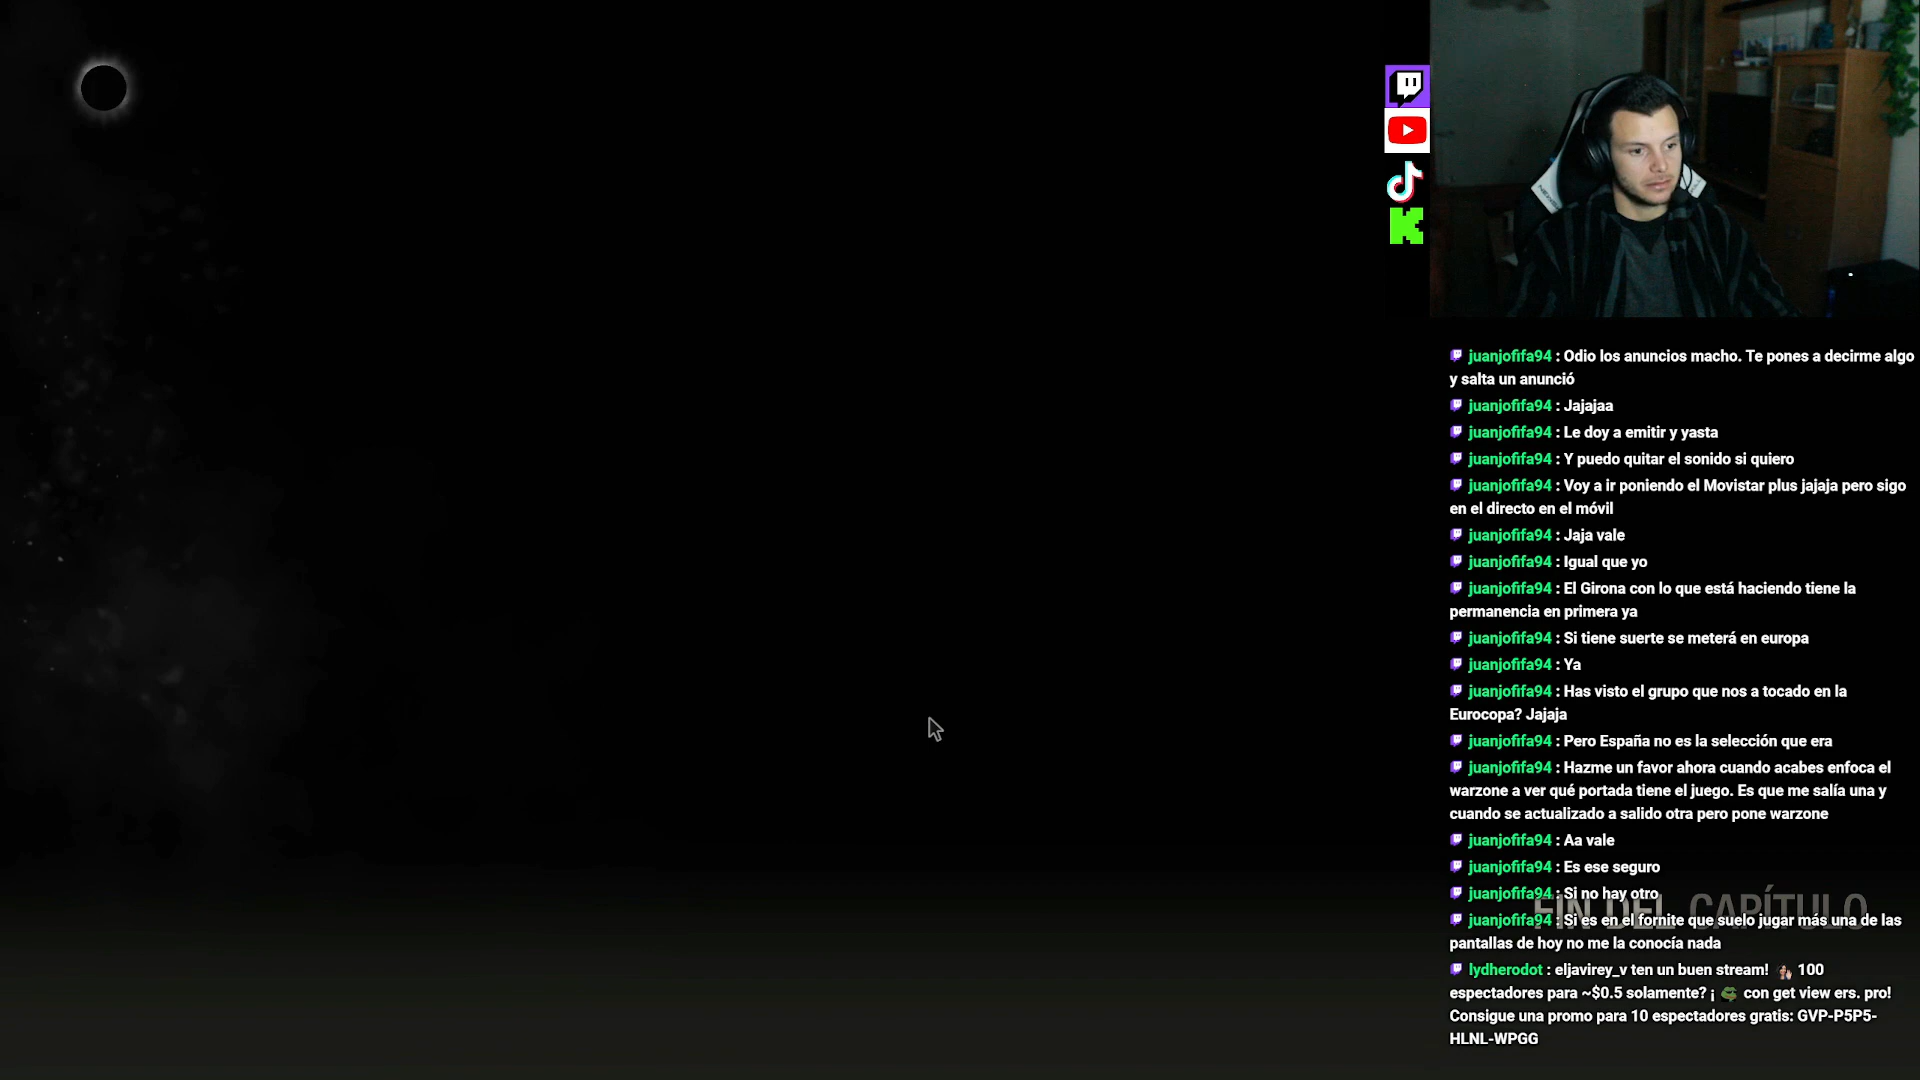 juanjofifa94 : Odio los anuncios macho. Te pones a decirme algo
y salta un anunció
juanjofifa94 : Jajajaa
juanjofifa94 : Le doy a emitir y yasta
juanjofifa94 : Y puedo quitar el sonido si quiero
juanjofifa94 : Voy a ir poniendo el Movistar plus jajaja pero sigo
en el directo en el móvil
juanjofifa94 : Jaja vale
juanjofifa94 : Igual que yo
juanjofifa94 : El Girona con lo que está haciendo tiene la
permanencia en primera ya
juanjofifa94 : Si tiene suerte se meterá en europa
juanjofifa94 : Ya
juanjofifa94 : Has visto el grupo que nos a tocado en la
Eurocopa? Jajaja
juanjofifa94 : Pero España no es la selección que era
juanjofifa94 : Hazme un favor ahora cuando acabes enfoca el
warzone a ver qué portada tiene el juego. Es que me salía una y
cuando se actualizado a salido otra pero pone warzone
juanjofifa94 : Aa vale
juanjofifa94 : Es ese seguro
juanjofifa94 : Si no hay otro
FIN DEL CAPÍTULO
juanjofifa94 : Si es en el fornite que suelo jugar más una de las
pantallas de hoy no me la conocía nada
lydherodot : eljavirey_v ten un buen stream! 100
espectadores para ~$0.5 solamente? ¡ con get view ers. pro!
Consigue una promo para 10 espectadores gratis: GVP-P5P5-
HLNL-WPGG